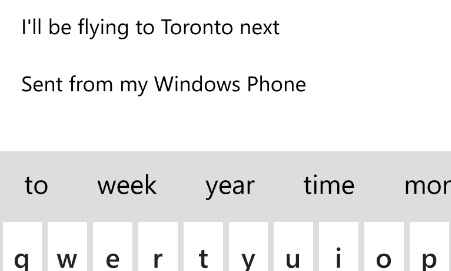 I'll be flying to Toronto next
Sent from my Windows Phone
to week year time
q w e r t y u i o p